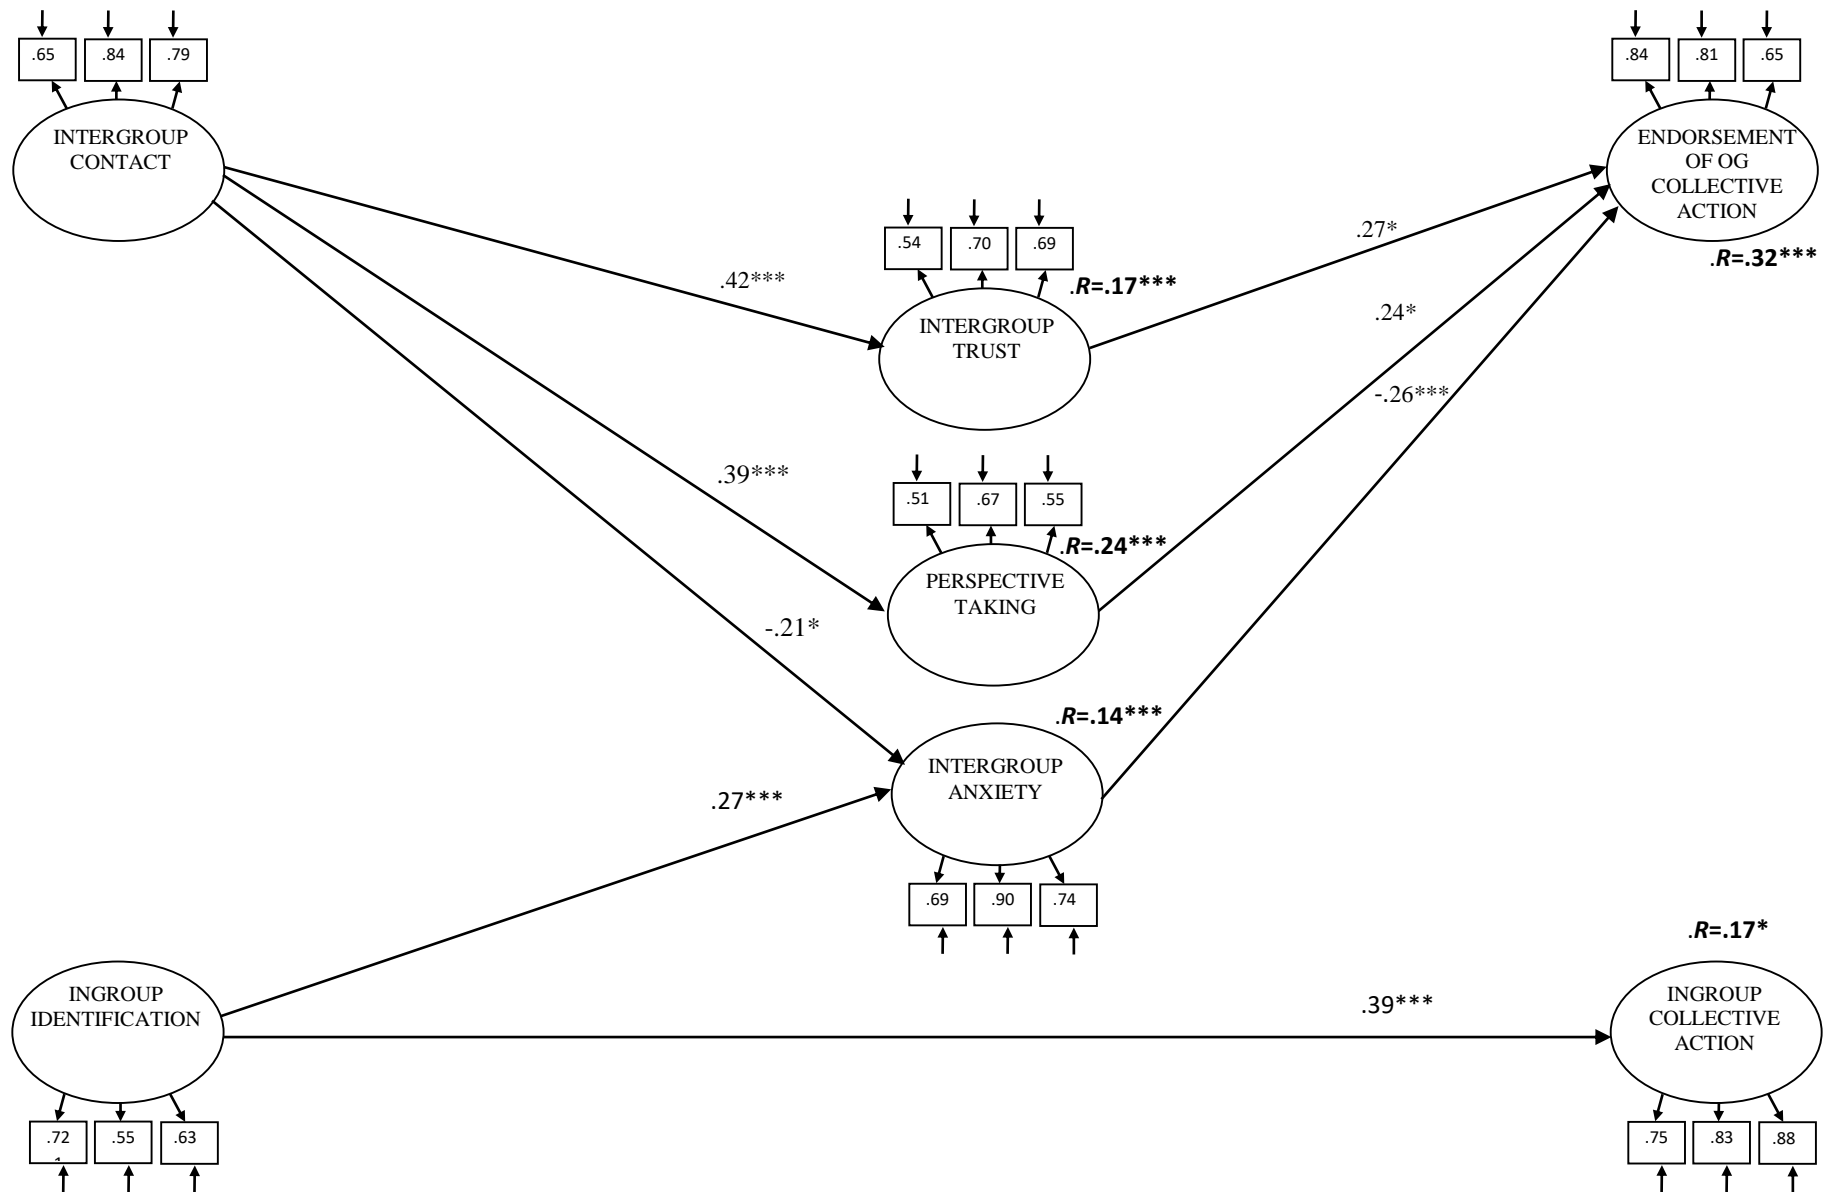 .65 .84 .79
INTERGROUP
CONTACT
.84 .81 .65
ENDORSEMENT
OF OG
COLLECTIVE
ACTION
.R=.32***
.42***
.54 .70 .69
.R=.17***
INTERGROUP
TRUST
.27*
.24*
-.26***
.39***
.51 .67 .55
.R=.24***
PERSPECTIVE
TAKING
-.21*
.R=.14***
INTERGROUP
ANXIETY
.27***
.69 .90 .74
.R=.17*
INGROUP
IDENTIFICATION
.39***
INGROUP
COLLECTIVE
ACTION
.72 .55 .63
.75 .83 .88